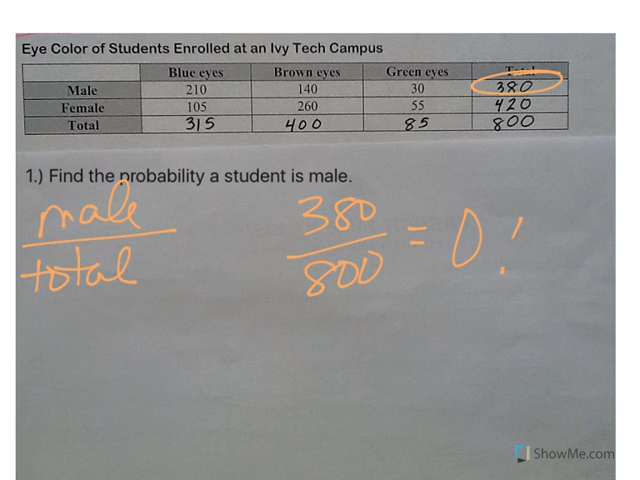 Eye Color of Students Enrolled at an Ivy Tech Campus
Blue eyes Brown eyes Green eyes Total
Male 210 140 30 380
Female 105 260 55 420
Total 315 400 85 800
1.) Find the probability a student is male.
male 380
total 800 = 0.
ShowMe.com